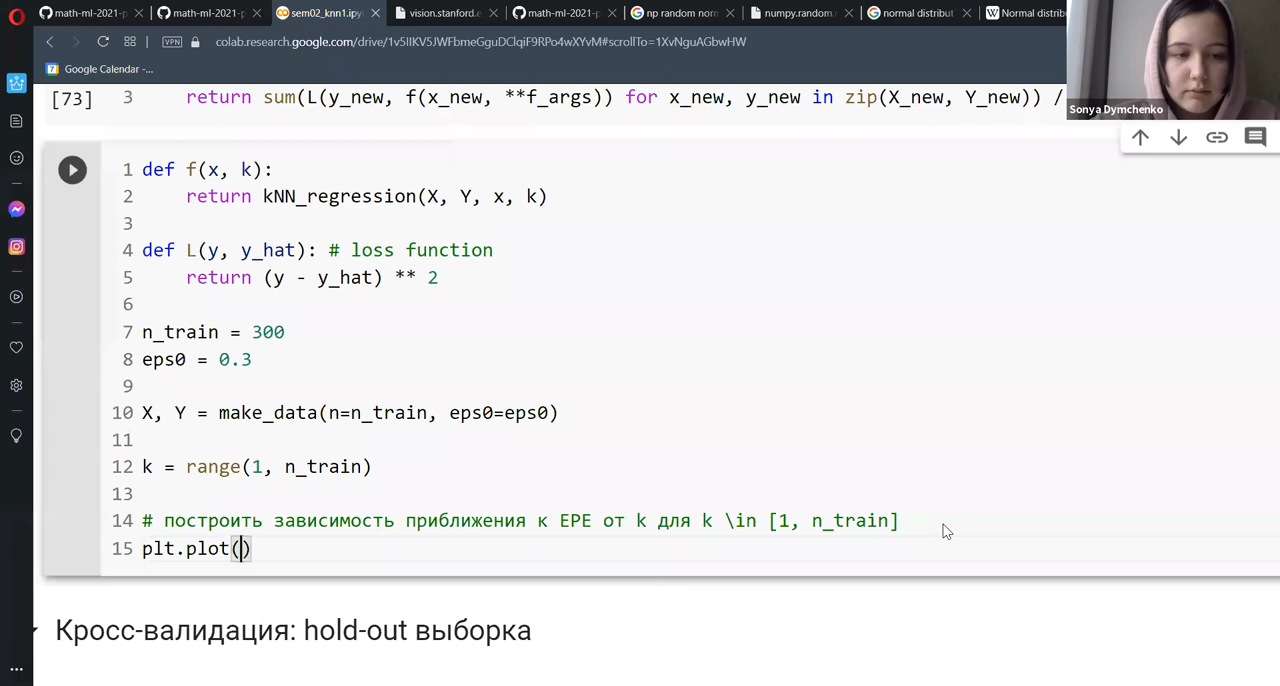 math-ml-2021-p
math-ml-2021-p
sem02_knn1.ipy
vision.stanford.e
math-ml-2021-p
np random norm
numpy.random.
normal distribut
Normal distrib
VPN
colab.research.google.com/drive/1v5IIKV5JWFbmeGguDClqiF9RPo4wXYvM#scrollTo=1XvNguAGbwHW
7 Google Calendar -...
Sonya Dymchenko
[73] 3 return sum(L(y_new, f(x_new, **f_args)) for x_new, y_new in zip(X_new, Y_new)) /
1 def f(x, k):
2 return kNN_regression(X, Y, x, k)
3
4 def L(y, y_hat): # loss function
5 return (y - y_hat) ** 2
6
7 n_train = 300
8 eps0 = 0.3
9
10 X, Y = make_data(n=n_train, eps0=eps0)
11
12 k = range(1, n_train)
13
14 # построить зависимость приближения к EPE от k для k \in [1, n_train]
15 plt.plot()
Кросс-валидация: hold-out выборка